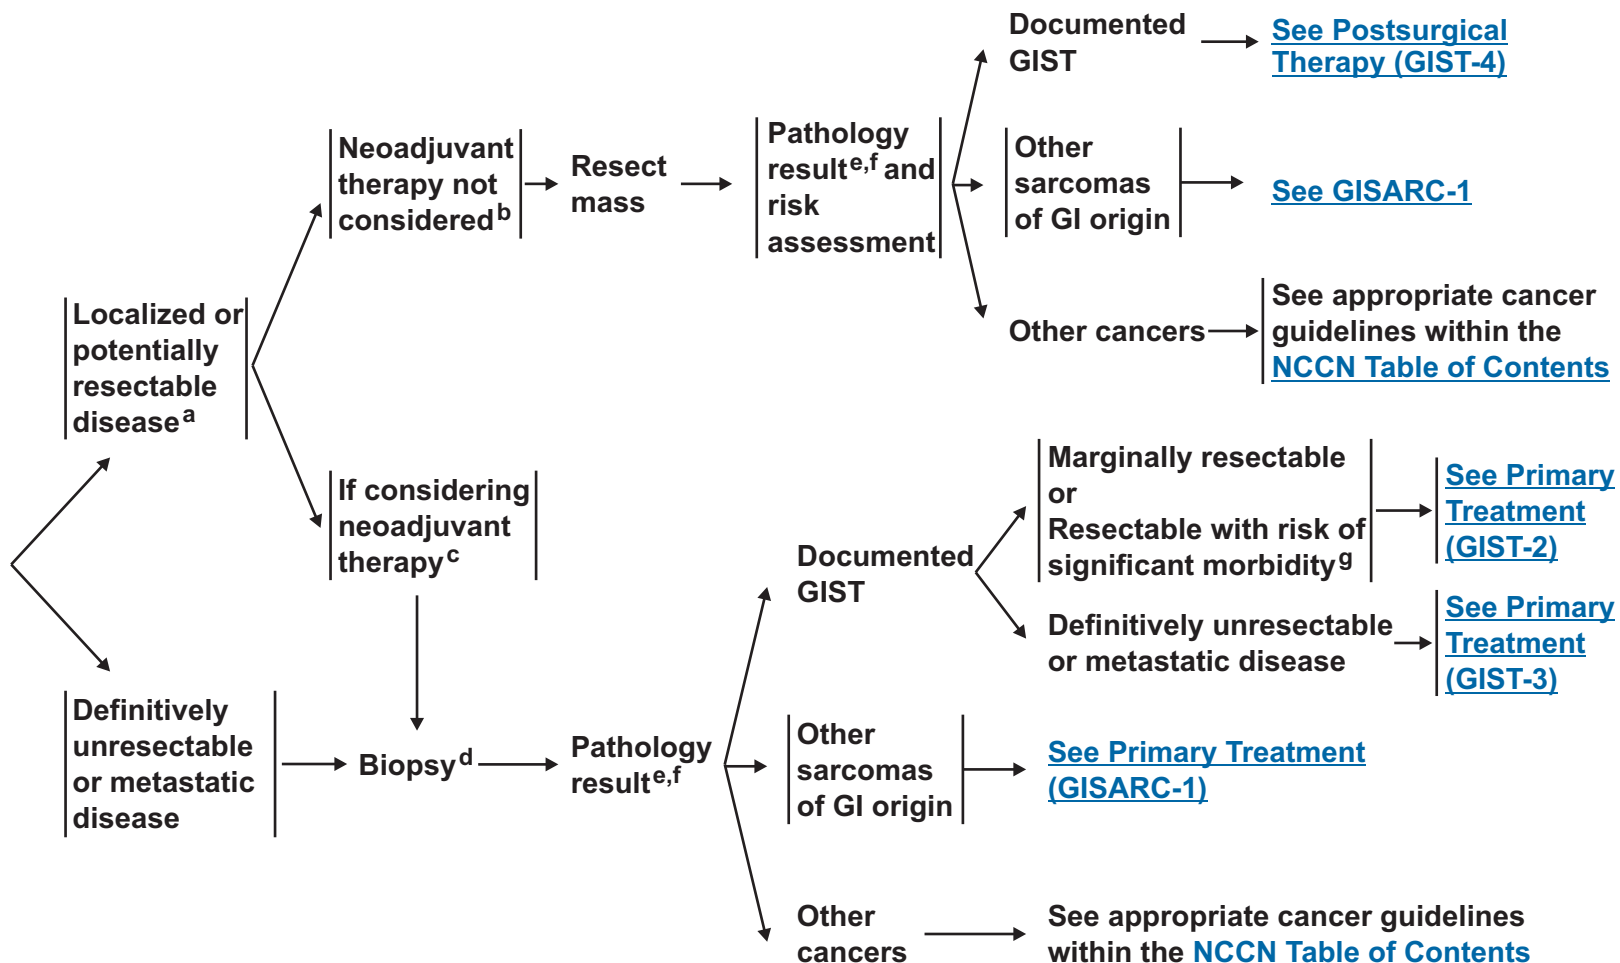 Documented
GIST
See Postsurgical
Therapy (GIST-4)
Neoadjuvant
therapy not
considered b
Resect
mass
Pathology
result e,f and
risk
assessment
Other
sarcomas
of GI origin
See GISARC-1
Other cancers
See appropriate cancer
guidelines within the
NCCN Table of Contents
Localized or
potentially
resectable
disease a
If considering
neoadjuvant
therapy c
Definitively
unresectable
or metastatic
disease
Biopsy d
Pathology
result e,f
Documented
GIST
Marginally resectable
or
Resectable with risk of
significant morbidity g
See Primary
Treatment
(GIST-2)
Definitively unresectable
or metastatic disease
See Primary
Treatment
(GIST-3)
Other
sarcomas
of GI origin
See Primary Treatment
(GISARC-1)
Other
cancers
See appropriate cancer guidelines
within the NCCN Table of Contents